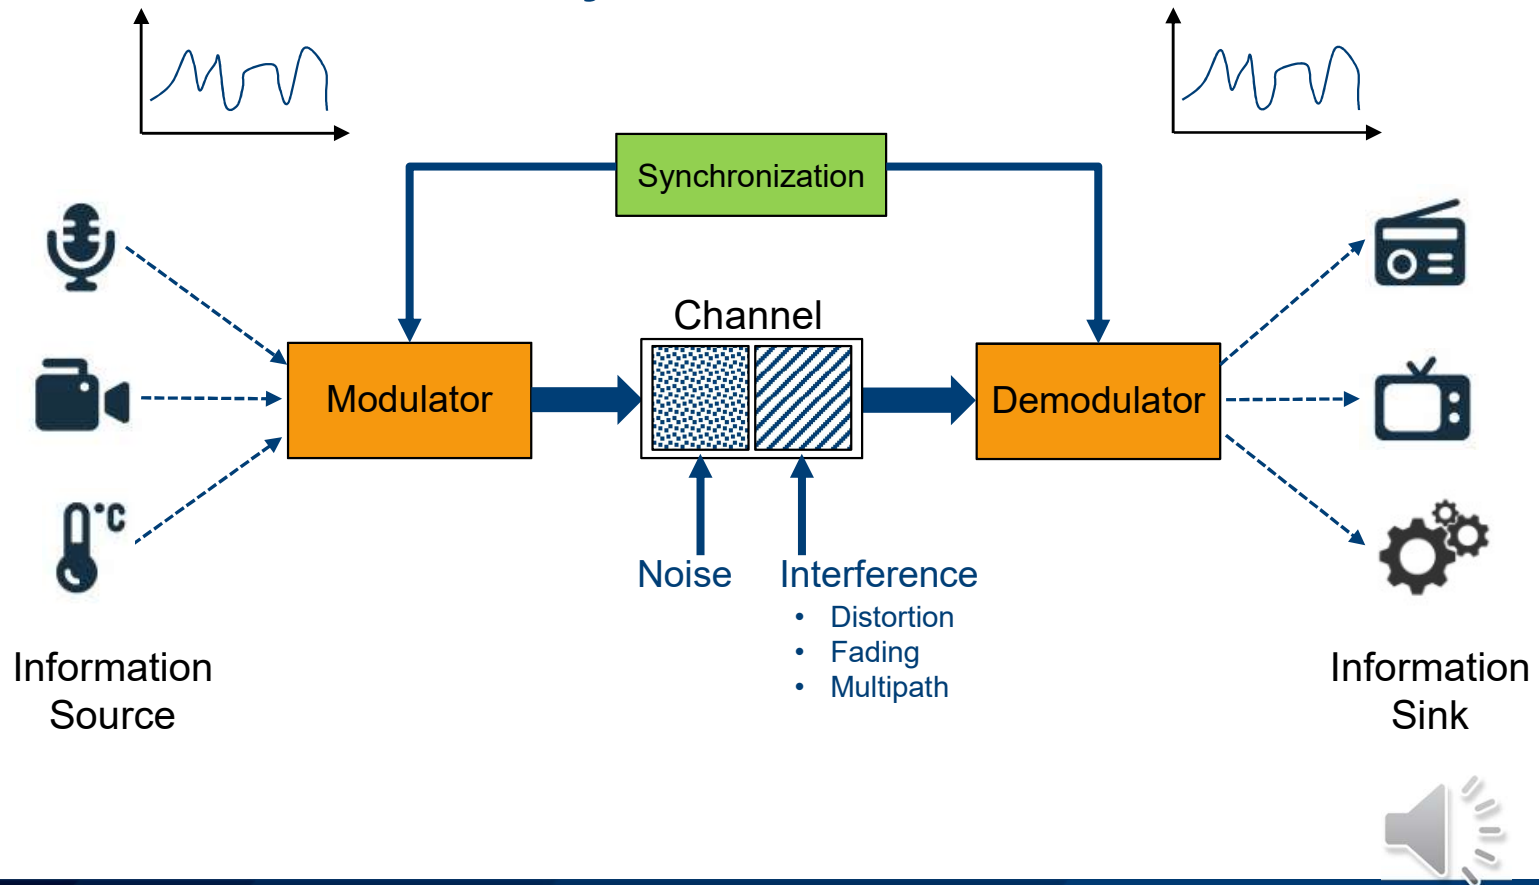 Synchronization
Channel
Modulator
Demodulator
°C
Noise
Interference
• Distortion
• Fading
• Multipath
Information
Source
Information
Sink